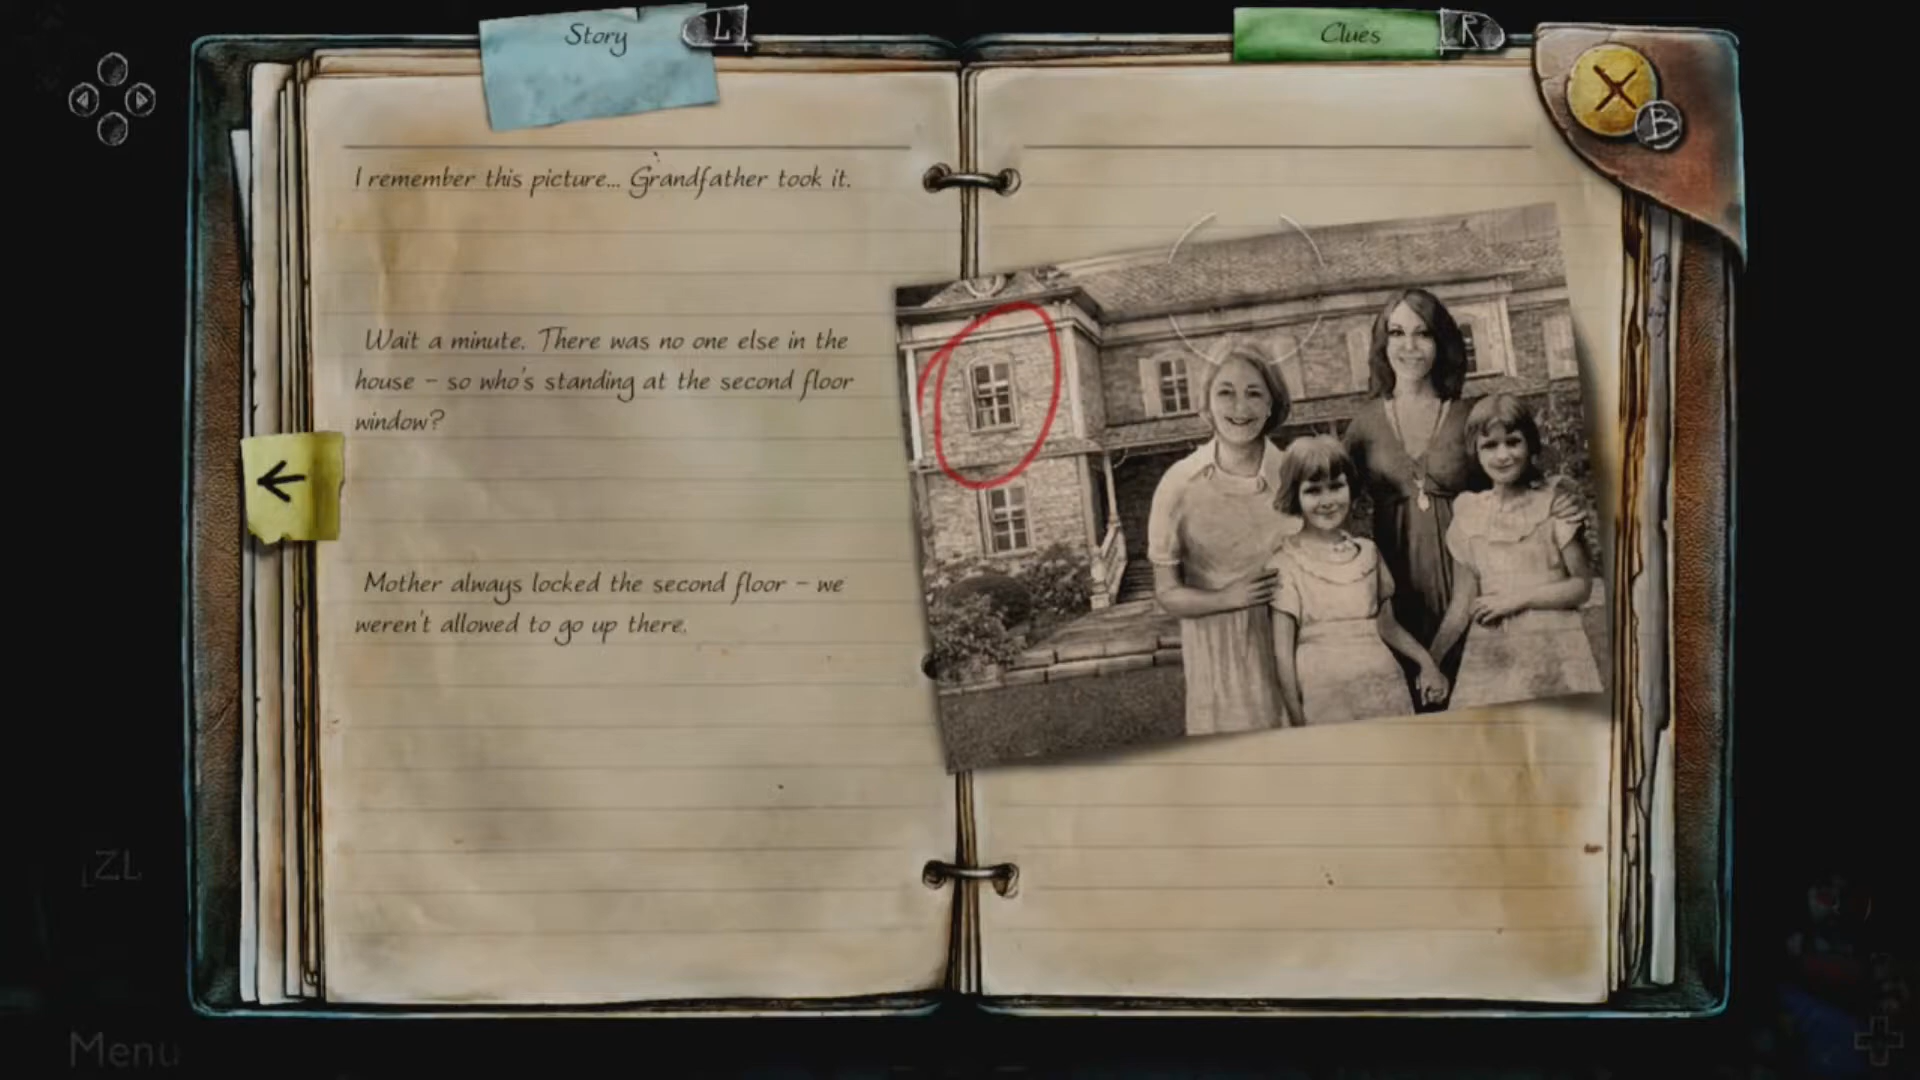 Story
L
Clues
R
B
I remember this picture... Grandfather took it.
Wait a minute. There was no one else in the
house – so who's standing at the second floor
window?
Mother always locked the second floor – we
weren't allowed to go up there.
ZL
Menu